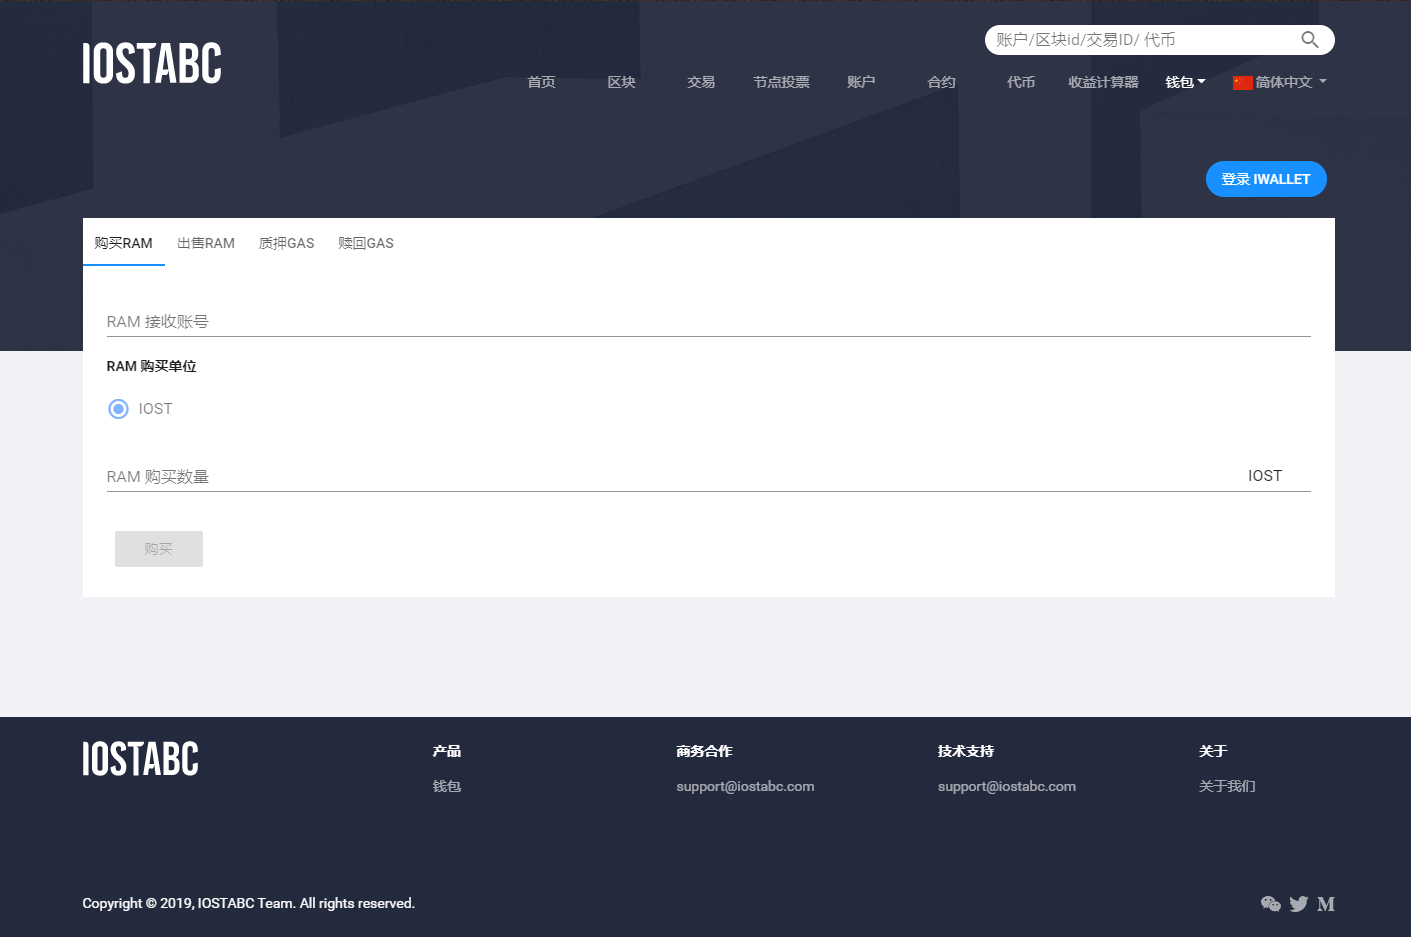 IOSTABC
账户/区块id/交易ID/ 代币
首页 区块 交易 节点投票 账户 合约 代币 收益计算器 钱包 简体中文
登录 IWALLET
购买RAM 出售RAM 质押GAS 赎回GAS
RAM 接收账号
RAM 购买单位
IOST
RAM 购买数量 IOST
购买
IOSTABC 产品 商务合作 技术支持 关于
钱包 support@iostabc.com support@iostabc.com 关于我们
Copyright © 2019, IOSTABC Team. All rights reserved.
M